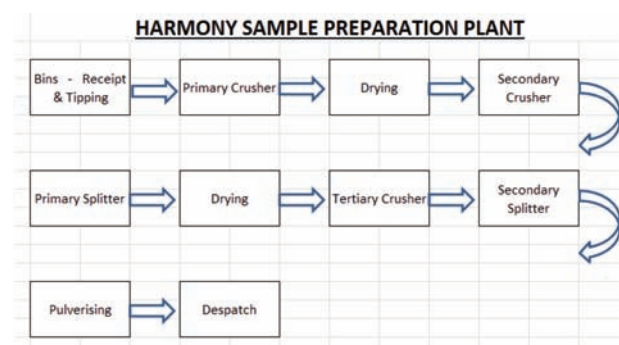 HARMONY SAMPLE PREPARATION PLANT
Bins - Receipt
& Tipping
Primary Crusher
Drying
Secondary
Crusher
Primary Splitter
Drying
Tertiary Crusher
Secondary
Splitter
Pulverising
Despatch